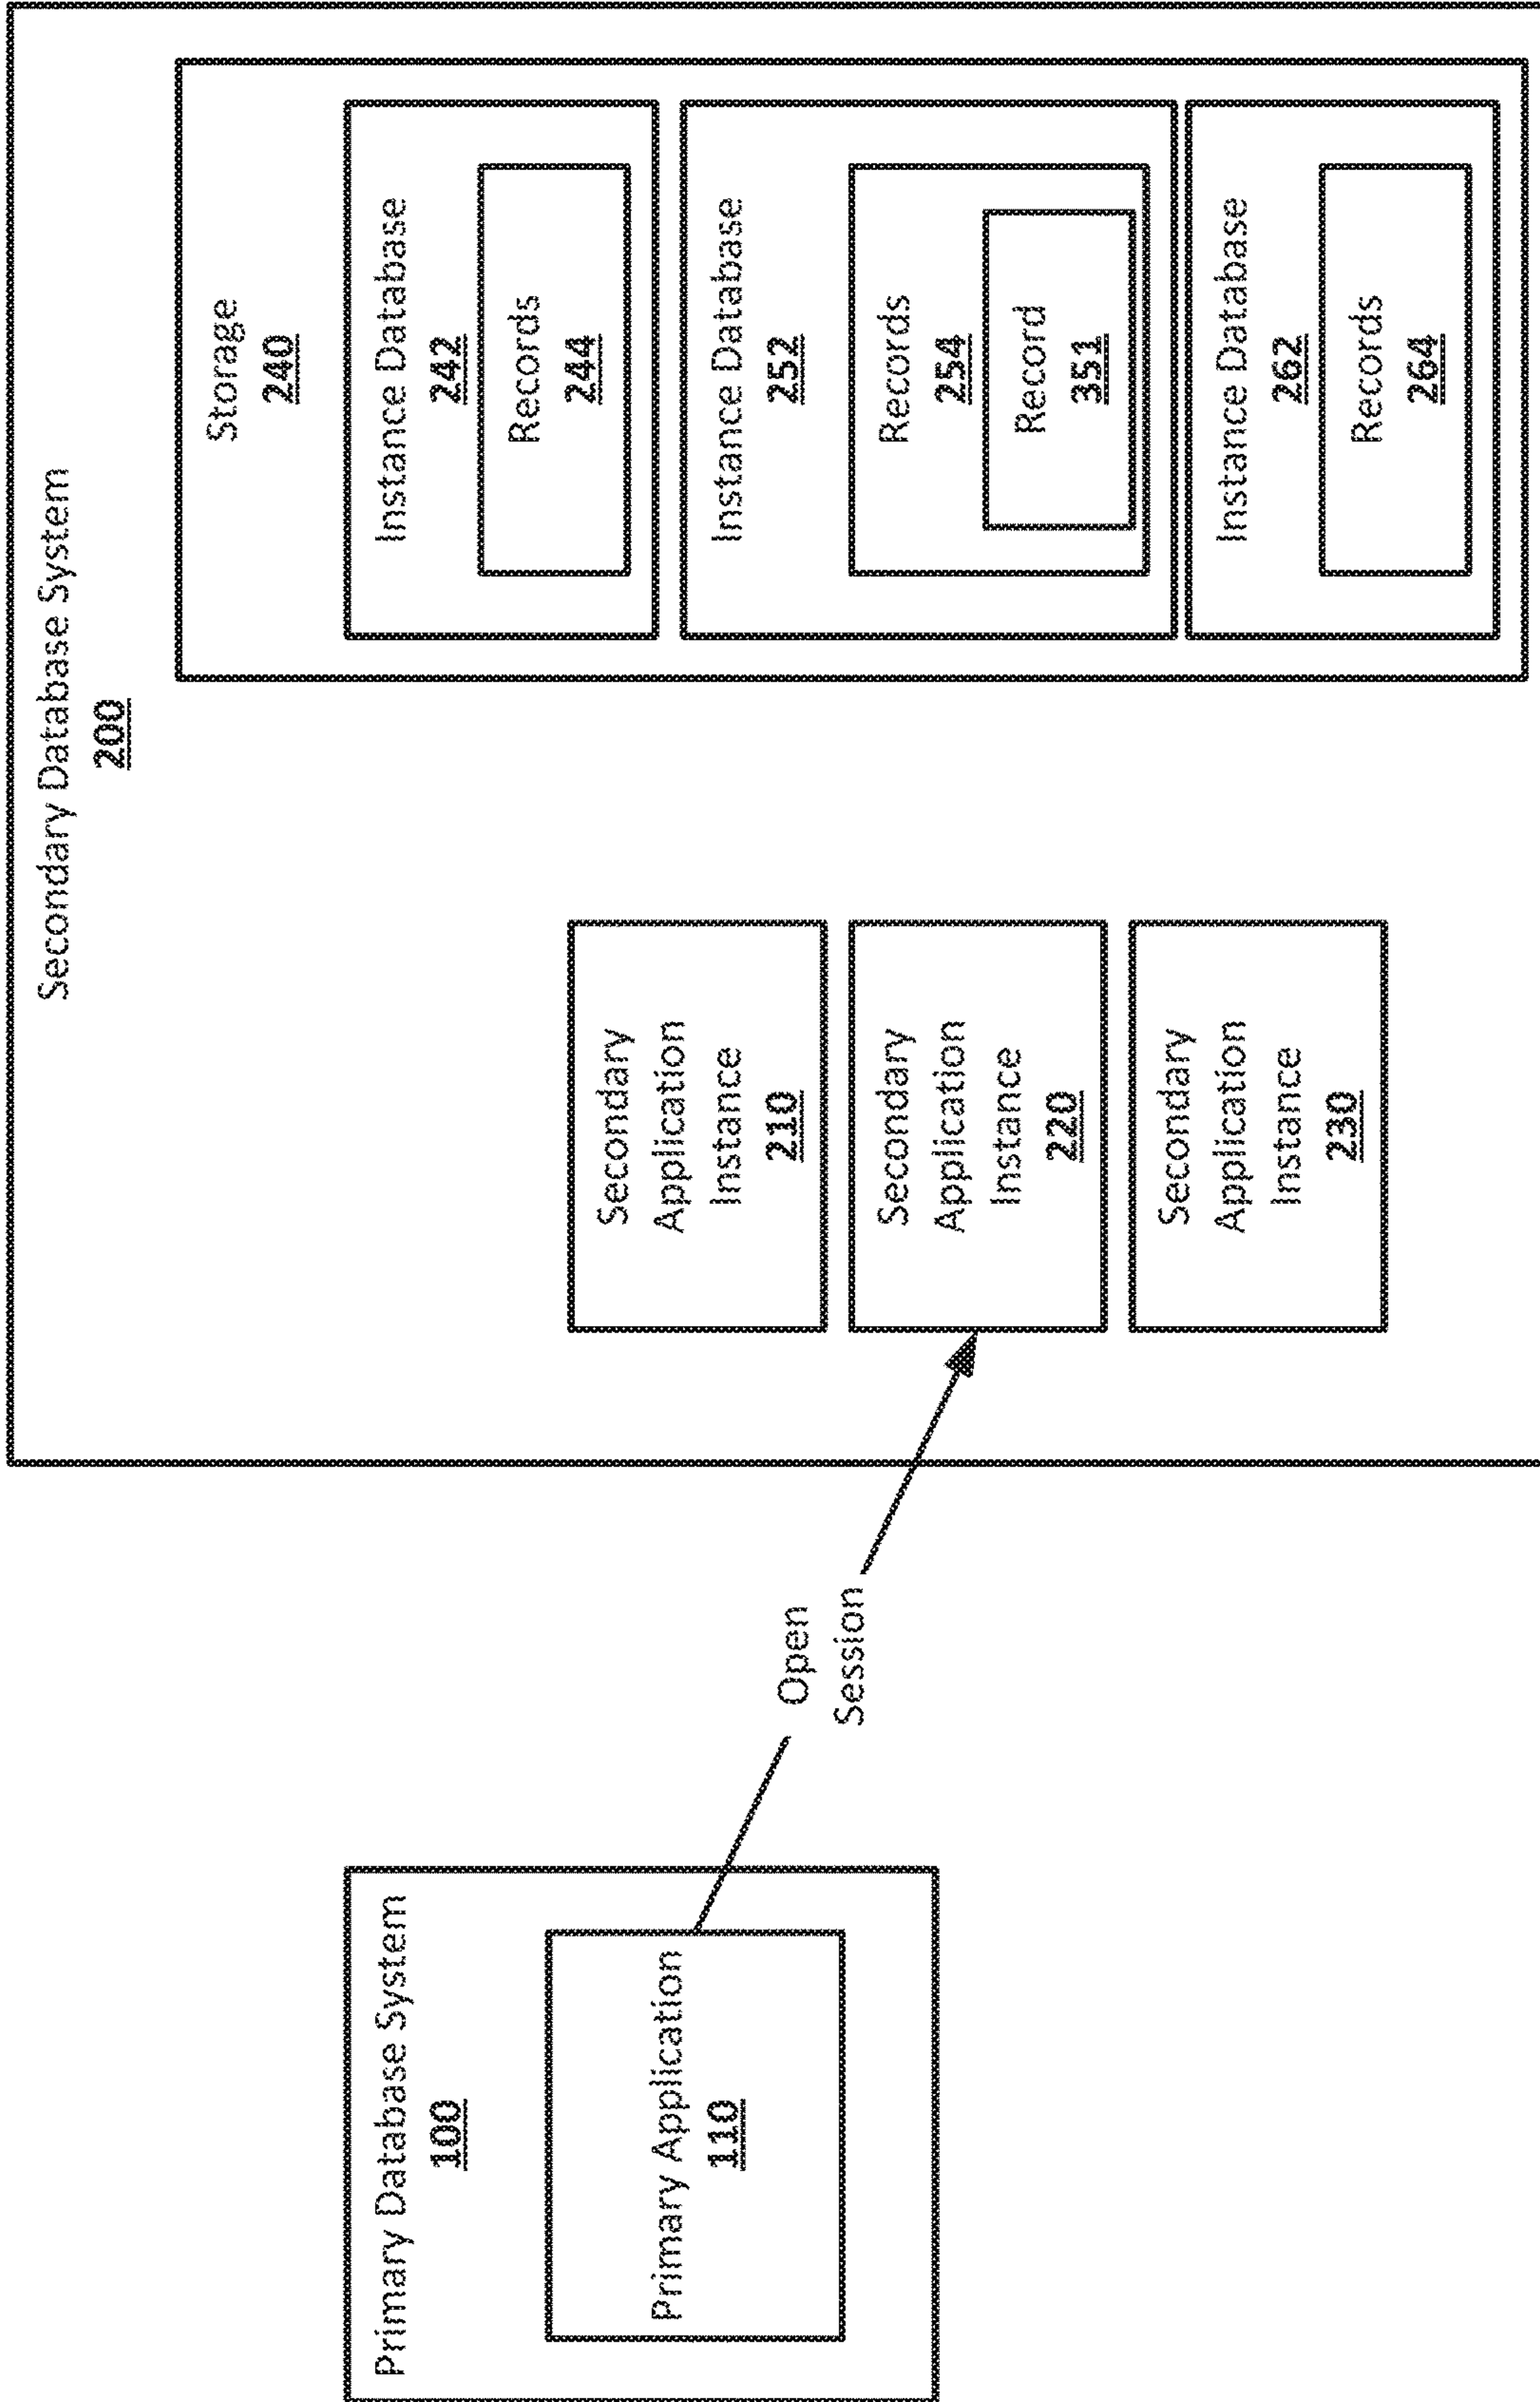 Secondary Database System
200
Primary Database System
100
Primary Application
110
Open
Session
Secondary
Application
Instance
210
Secondary
Application
Instance
220
Secondary
Application
Instance
230
Storage
240
Instance Database
242
Records
244
Instance Database
252
Records
254
Record
351
Instance Database
262
Records
264